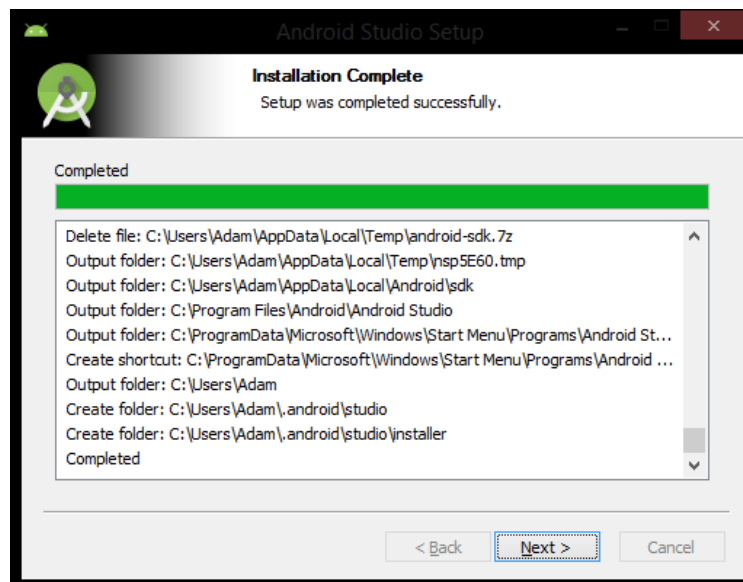 Android Studio Setup
Installation Complete
Setup was completed successfully.
Completed
Delete file: C:\Users\Adam\AppData\Local\Temp\android-sdk.7z
Output folder: C:\Users\Adam\AppData\Local\Temp\nsp5E60.tmp
Output folder: C:\Users\Adam\AppData\Local\Android\sdk
Output folder: C:\Program Files\Android\Android Studio
Output folder: C:\ProgramData\Microsoft\Windows\Start Menu\Programs\Android St...
Create shortcut: C:\ProgramData\Microsoft\Windows\Start Menu\Programs\Android ...
Output folder: C:\Users\Adam
Create folder: C:\Users\Adam\.android\studio
Create folder: C:\Users\Adam\.android\studio\installer
Completed
< Back Next > Cancel